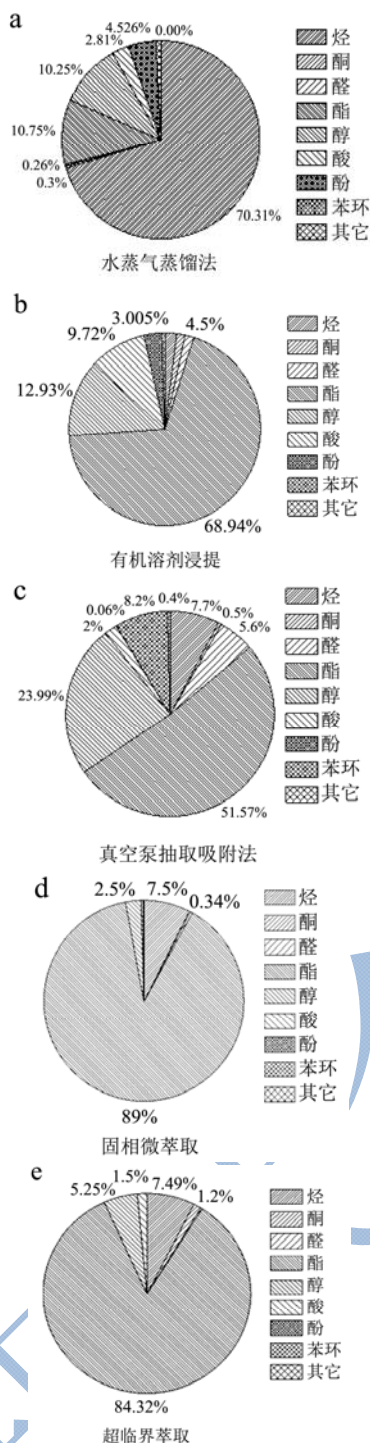 a
4.526%
0.00%
2.81%
10.25%
10.75%
0.26%
0.3%
70.31%
烃
酮
醛
酯
醇
酸
酚
苯环
其它
水蒸气蒸馏法
b
3.005%
4.5%
9.72%
12.93%
68.94%
烃
酮
醛
酯
醇
酸
酚
苯环
其它
有机溶剂浸提
c
0.06%
8.2%
0.4%
7.7%
0.5%
2%
5.6%
23.99%
51.57%
烃
酮
醛
酯
醇
酸
酚
苯环
其它
真空泵抽取吸附法
d
2.5%
7.5%
0.34%
89%
烃
酮
醛
酯
醇
酸
酚
苯环
其它
固相微萃取
e
1.5%
7.49%
5.25%
1.2%
84.32%
烃
酮
醛
酯
醇
酸
酚
苯环
其它
超临界萃取